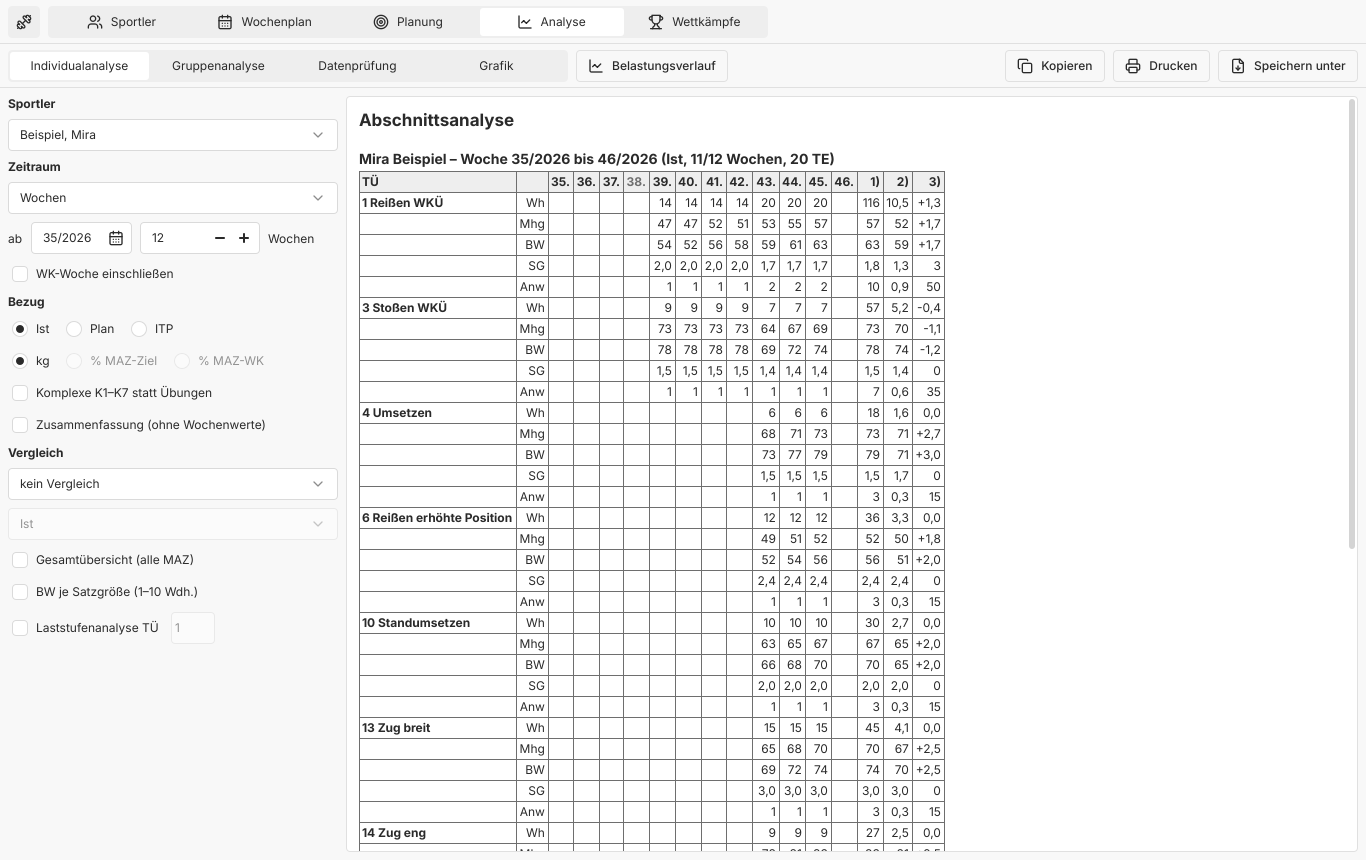 Sportler Wochenplan Planung Analyse Wettkämpfe
Individualanalyse Gruppenanalyse Datenprüfung Grafik Belastungsverlauf Kopieren Drucken Speichern unter
Sportler
Beispiel, Mira
Zeitraum
Wochen
ab 35/2026 12 Wochen
WK-Woche einschließen
Bezug
Ist Plan ITP
kg % MAZ-Ziel % MAZ-WK
Komplexe K1–K7 statt Übungen
Zusammenfassung (ohne Wochenwerte)
Vergleich
kein Vergleich
Ist
Gesamtübersicht (alle MAZ)
BW je Satzgröße (1–10 Wdh.)
Laststufenanalyse TÜ 1
Abschnittsanalyse
Mira Beispiel – Woche 35/2026 bis 46/2026 (Ist, 11/12 Wochen, 20 TE)
TÜ 35. 36. 37. 38. 39. 40. 41. 42. 43. 44. 45. 46. 1) 2) 3)
1 Reißen WKÜ Wh 14 14 14 14 20 20 20 116 10,5 +1,3
Mhg 47 47 52 51 53 55 57 57 52 +1,7
BW 54 52 56 58 59 61 63 63 59 +1,7
SG 2,0 2,0 2,0 2,0 1,7 1,7 1,7 1,8 1,3 3
Anw 1 1 1 1 2 2 2 10 0,9 50
3 Stoßen WKÜ Wh 9 9 9 9 7 7 7 57 5,2 -0,4
Mhg 73 73 73 73 64 67 69 73 70 -1,1
BW 78 78 78 78 69 72 74 78 74 -1,2
SG 1,5 1,5 1,5 1,5 1,4 1,4 1,4 1,5 1,4 0
Anw 1 1 1 1 1 1 1 7 0,6 35
4 Umsetzen Wh 6 6 6 18 1,6 0,0
Mhg 68 71 73 73 71 +2,7
BW 73 77 79 79 71 +3,0
SG 1,5 1,5 1,5 1,5 1,7 0
Anw 1 1 1 3 0,3 15
6 Reißen erhöhte Position Wh 12 12 12 36 3,3 0,0
Mhg 49 51 52 52 50 +1,8
BW 52 54 56 56 51 +2,0
SG 2,4 2,4 2,4 2,4 2,4 0
Anw 1 1 1 3 0,3 15
10 Standumsetzen Wh 10 10 10 30 2,7 0,0
Mhg 63 65 67 67 65 +2,0
BW 66 68 70 70 65 +2,0
SG 2,0 2,0 2,0 2,0 2,0 0
Anw 1 1 1 3 0,3 15
13 Zug breit Wh 15 15 15 45 4,1 0,0
Mhg 65 68 70 70 67 +2,5
BW 69 72 74 74 70 +2,5
SG 3,0 3,0 3,0 3,0 3,0 0
Anw 1 1 1 3 0,3 15
14 Zug eng Wh 9 9 9 27 2,5 0,0